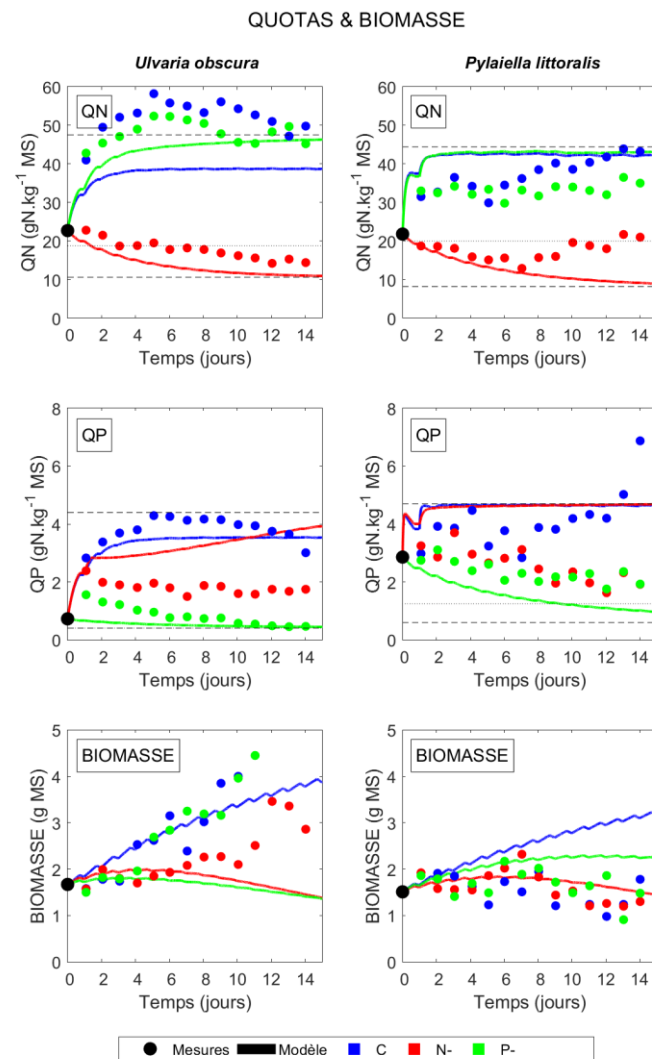 QUOTAS & BIOMASSE
Ulvaria obscura
Pylaiella littoralis
QN
60
50
40
30
20
10
0
QN (gN.kg⁻¹ MS)
0 2 4 6 8 10 12 14
Temps (jours)
QN
60
50
40
30
20
10
0
QN (gN.kg⁻¹ MS)
0 2 4 6 8 10 12 14
Temps (jours)
QP
8
6
4
2
0
QP (gN.kg⁻¹ MS)
0 2 4 6 8 10 12 14
Temps (jours)
QP
8
6
4
2
0
QP (gN.kg⁻¹ MS)
0 2 4 6 8 10 12 14
Temps (jours)
BIOMASSE
5
4
3
2
1
0
BIOMASSE (g MS)
0 2 4 6 8 10 12 14
Temps (jours)
BIOMASSE
5
4
3
2
1
0
BIOMASSE (g MS)
0 2 4 6 8 10 12 14
Temps (jours)
Mesures Modèle C N- P-